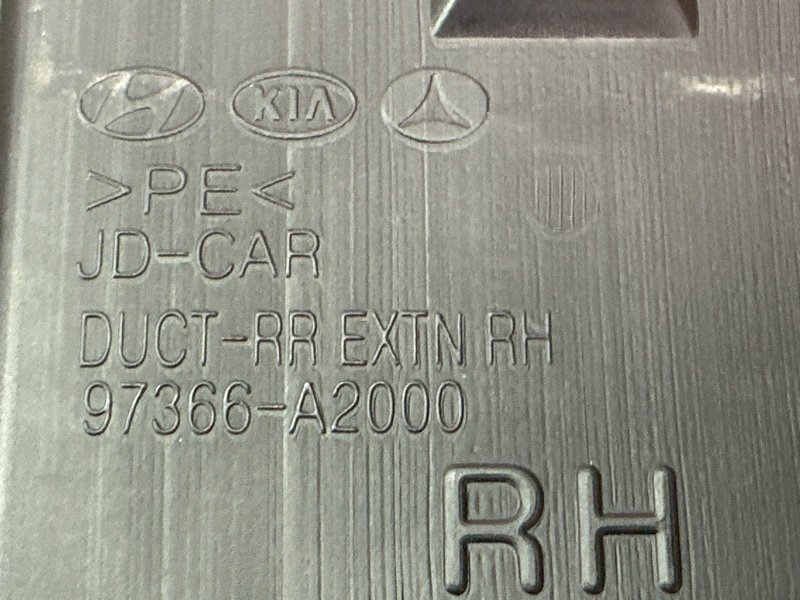 KIA
>PE<
JD-CAR
DUCT-RR EXTN RH
97366-A2000
RH